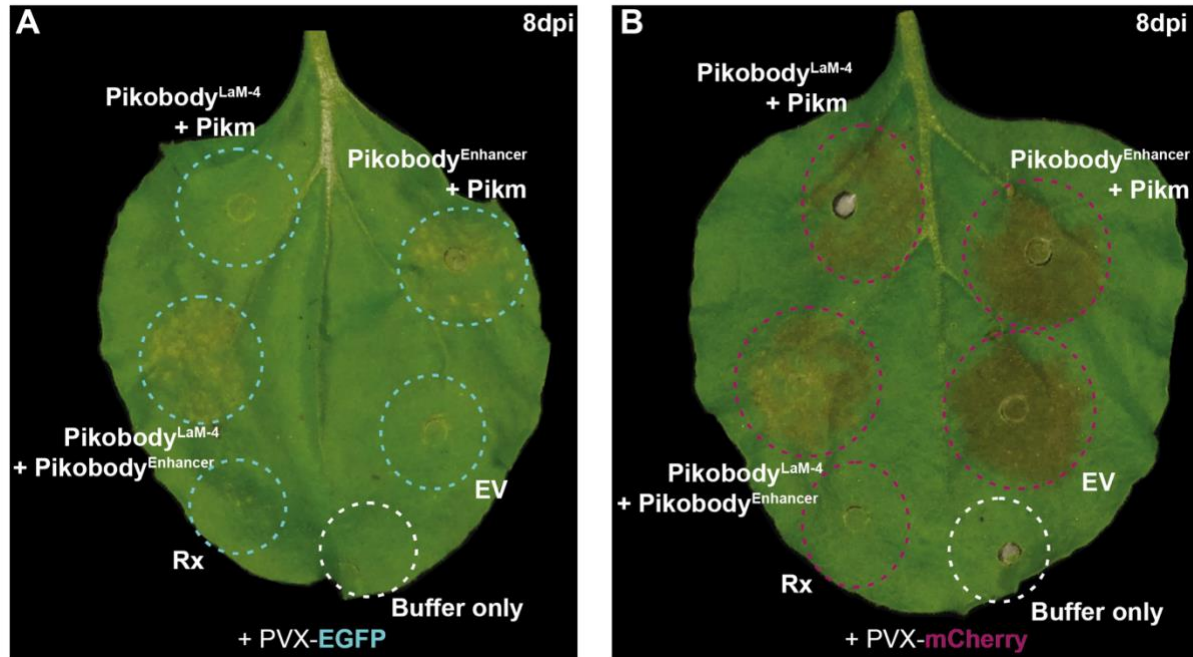 A
8dpi
Pikobody^LaM-4
+ Pikm
Pikobody^Enhancer
+ Pikm
Pikobody^LaM-4
+ Pikobody^Enhancer
EV
Rx
Buffer only
+ PVX-EGFP
B
8dpi
Pikobody^LaM-4
+ Pikm
Pikobody^Enhancer
+ Pikm
Pikobody^LaM-4
+ Pikobody^Enhancer
EV
Rx
Buffer only
+ PVX-mCherry